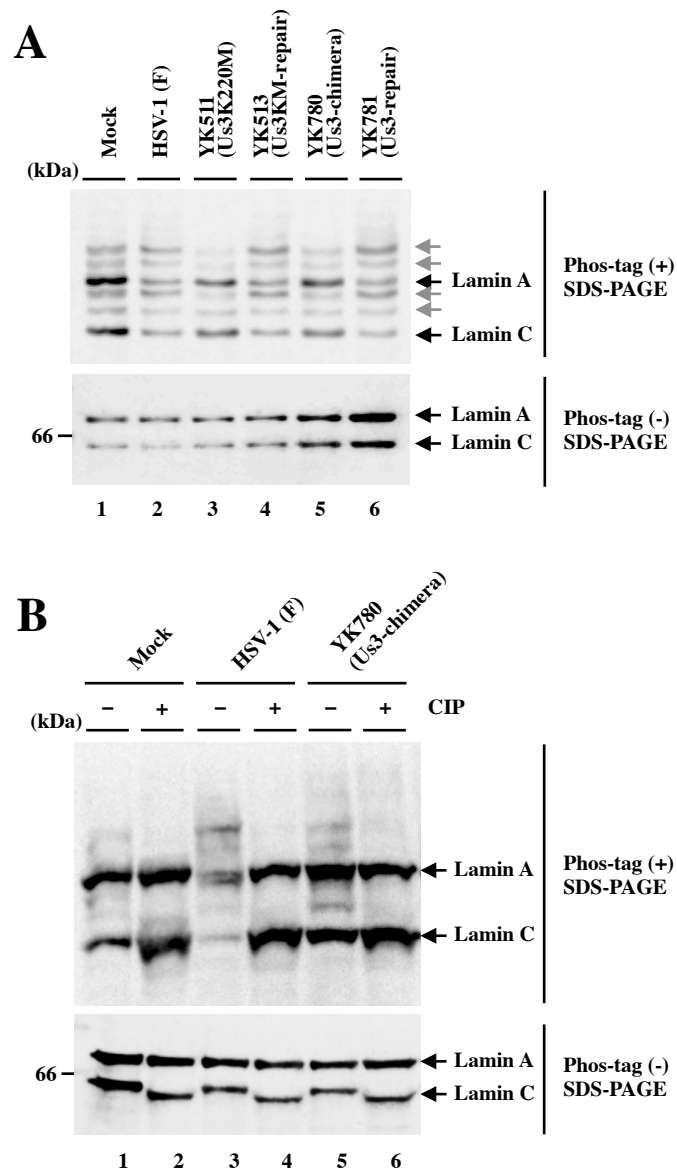 A
Mock
HSV-1 (F)
YK511
(Us3K220M)
YK513
(Us3KM-repair)
YK780
(Us3-chimera)
YK781
(Us3-repair)
(kDa)
Lamin A
Lamin C
Phos-tag (+)
SDS-PAGE
66
Lamin A
Lamin C
Phos-tag (-)
SDS-PAGE
1 2 3 4 5 6
B
Mock
HSV-1 (F)
YK780
(Us3-chimera)
(kDa)
− + − + − + CIP
Lamin A
Lamin C
Phos-tag (+)
SDS-PAGE
66
Lamin A
Lamin C
Phos-tag (-)
SDS-PAGE
1 2 3 4 5 6